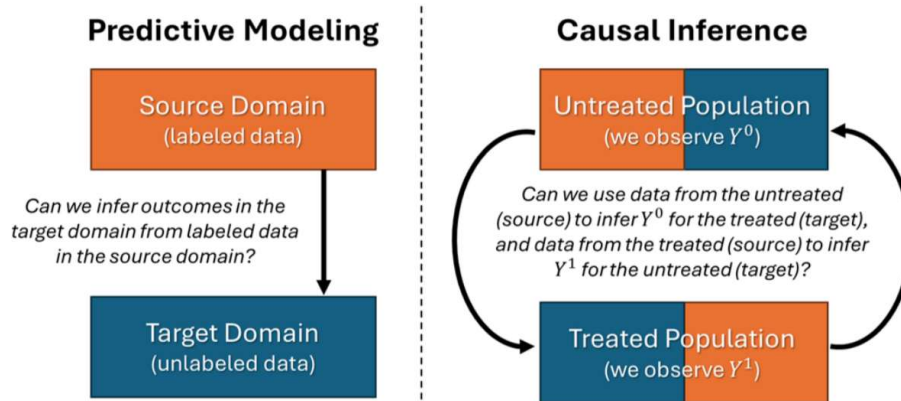 Predictive Modeling
Source Domain
(labeled data)
Can we infer outcomes in the
target domain from labeled data
in the source domain?
Target Domain
(unlabeled data)
Causal Inference
Untreated Population
(we observe Y⁰)
Can we use data from the untreated
(source) to infer Y⁰ for the treated (target),
and data from the treated (source) to infer
Y¹ for the untreated (target)?
Treated Population
(we observe Y¹)